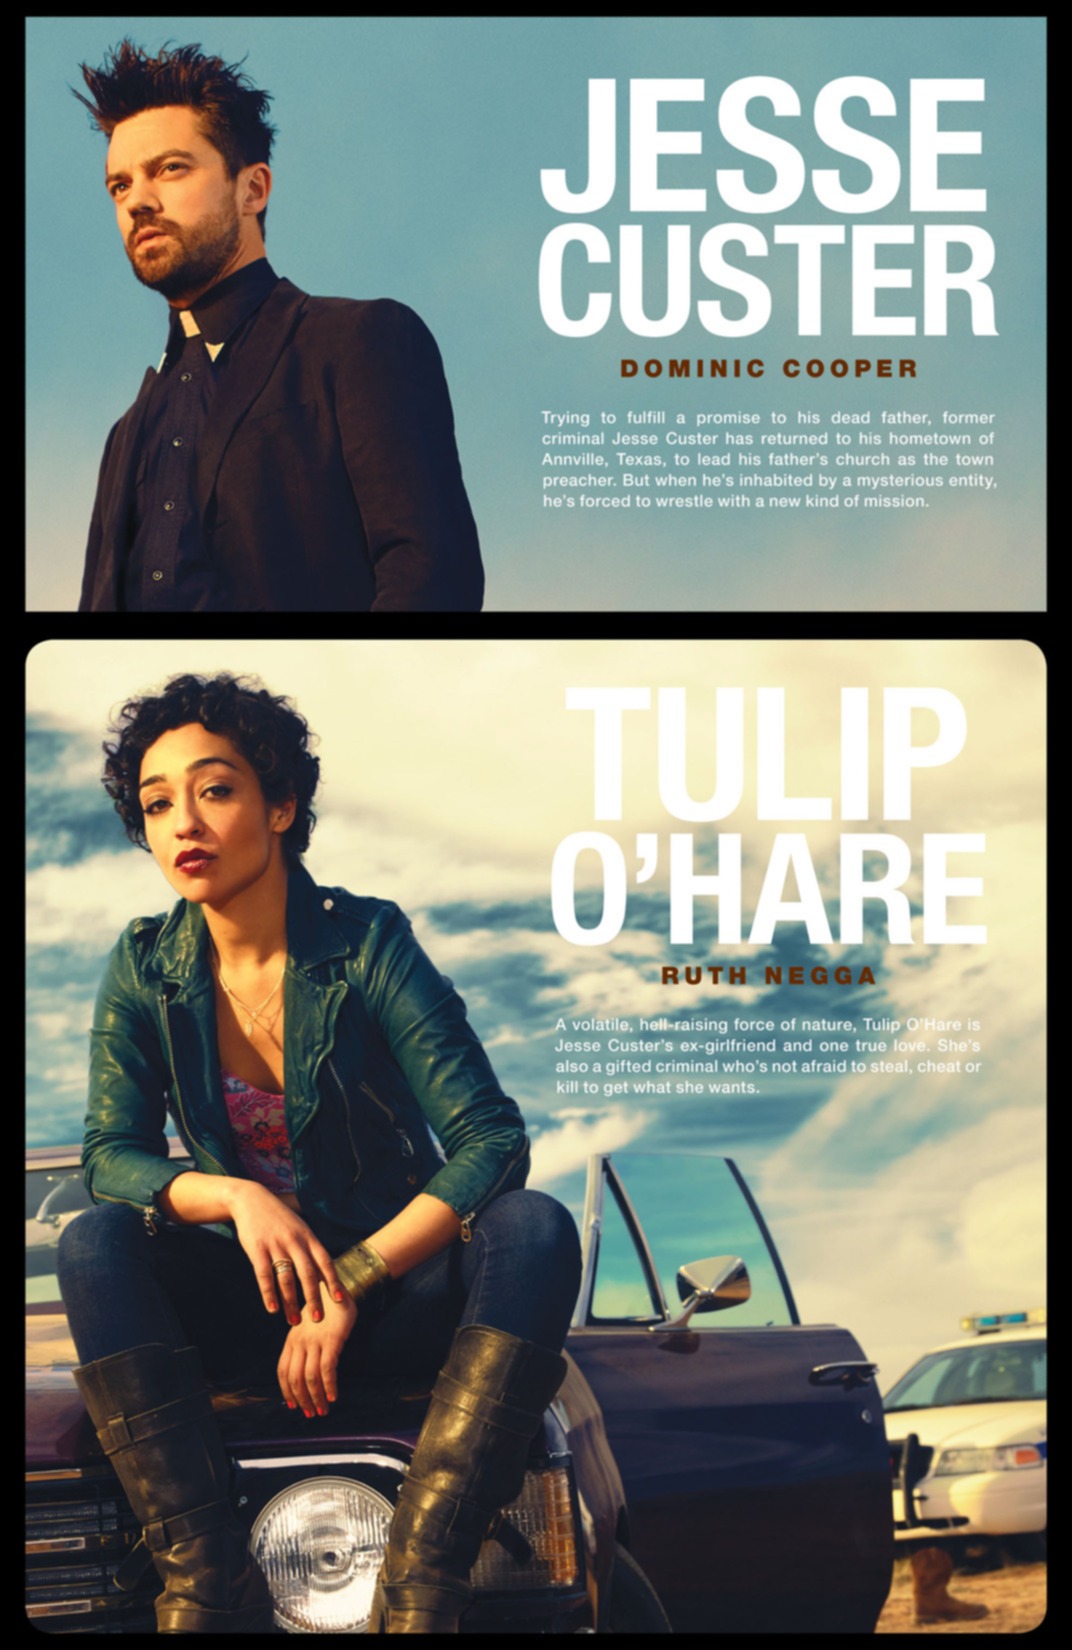 JESSE
CUSTER
DOMINIC COOPER
Trying to fulfill a promise to his dead father, former
criminal Jesse Custer has returned to his hometown of
Annville, Texas, to lead his father's church as the town
preacher. But when he's inhabited by a mysterious entity,
he's forced to wrestle with a new kind of mission.
TULIP
O'HARE
RUTH NEGGA
A volatile, hell-raising force of nature, Tulip O'Hare is
Jesse Custer's ex-girlfriend and one true love. She's
also a gifted criminal who's not afraid to steal, cheat or
kill to get what she wants.